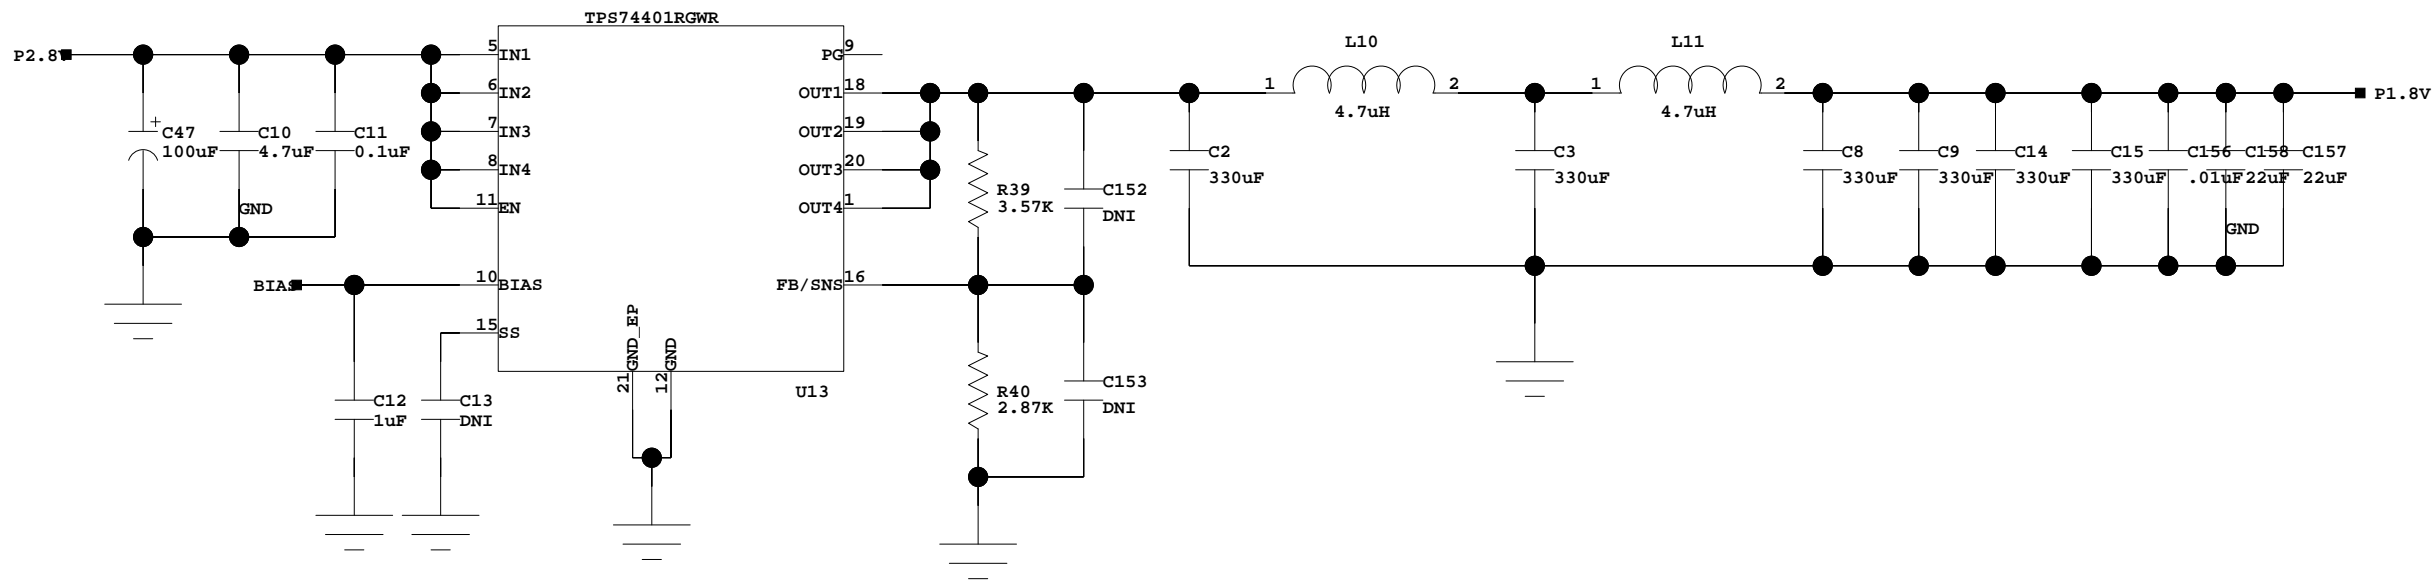 TPS74401RGWR
P2.8V
5
IN1
6
IN2
7
IN3
8
IN4
11
EN
10
BIAS
15
SS
PG
9
OUT1
18
OUT2
19
OUT3
20
OUT4
1
FB/SNS
16
21
GND_EP
12
GND
U13
C47
100uF
+
C10
4.7uF
C11
0.1uF
GND
BIAS
C12
1uF
C13
DNI
R39
3.57K
C152
DNI
R40
2.87K
C153
DNI
C2
330uF
L10
1
2
4.7uH
C3
330uF
L11
1
2
4.7uH
C8
330uF
C9
330uF
C14
330uF
C15
330uF
C156
.01uF
C158
22uF
C157
22uF
GND
P1.8V